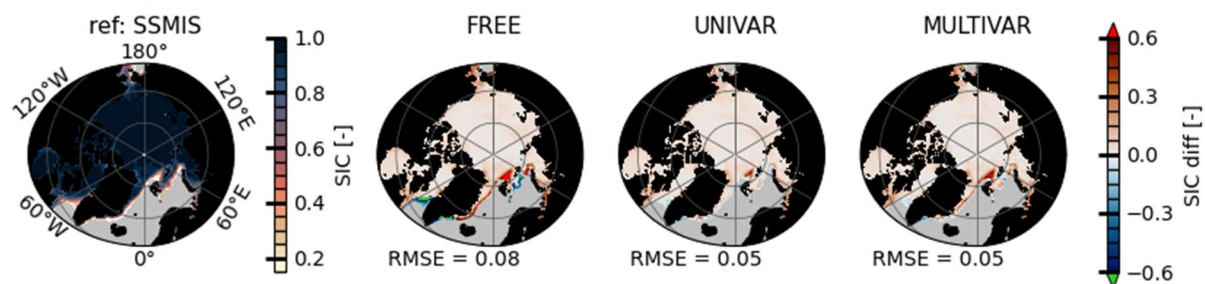 ref: SSMIS
FREE
UNIVAR
MULTIVAR
180°
120°W
120°E
60°W
60°E
0°
1.0
0.8
0.6
0.4
0.2
SIC [-]
RMSE = 0.08
RMSE = 0.05
RMSE = 0.05
0.6
0.3
0.0
−0.3
−0.6
SIC diff [-]